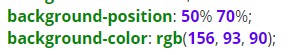 background-position: 50% 70%;
background-color: rgb(156, 93, 90);